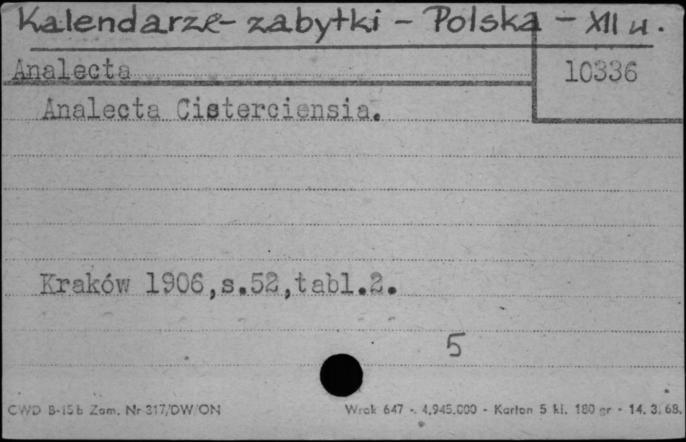 Kalendarze - zabytki - Polska - XII w.
Analecta
10336
Analecta Cisterciensia.
Kraków 1906,s.52,tabl.2.
5
CWD B-15b Zam. Nr 317/DW/ON
Wrak 647 - 4.945.000 - Karton 5 kl. 180 gr - 14. 3. 68.